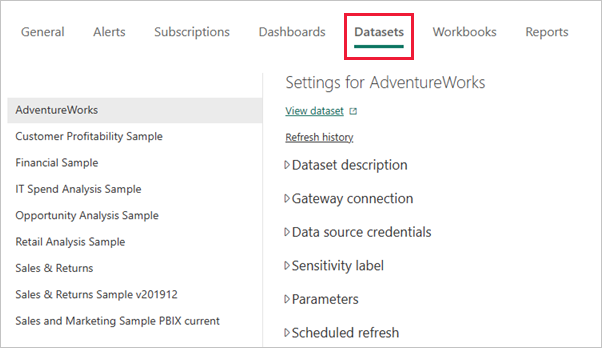 General Alerts Subscriptions Dashboards Datasets Workbooks Reports
AdventureWorks
Customer Profitability Sample
Financial Sample
IT Spend Analysis Sample
Opportunity Analysis Sample
Retail Analysis Sample
Sales & Returns
Sales & Returns Sample v201912
Sales and Marketing Sample PBIX current
Settings for AdventureWorks
View dataset
Refresh history
Dataset description
Gateway connection
Data source credentials
Sensitivity label
Parameters
Scheduled refresh